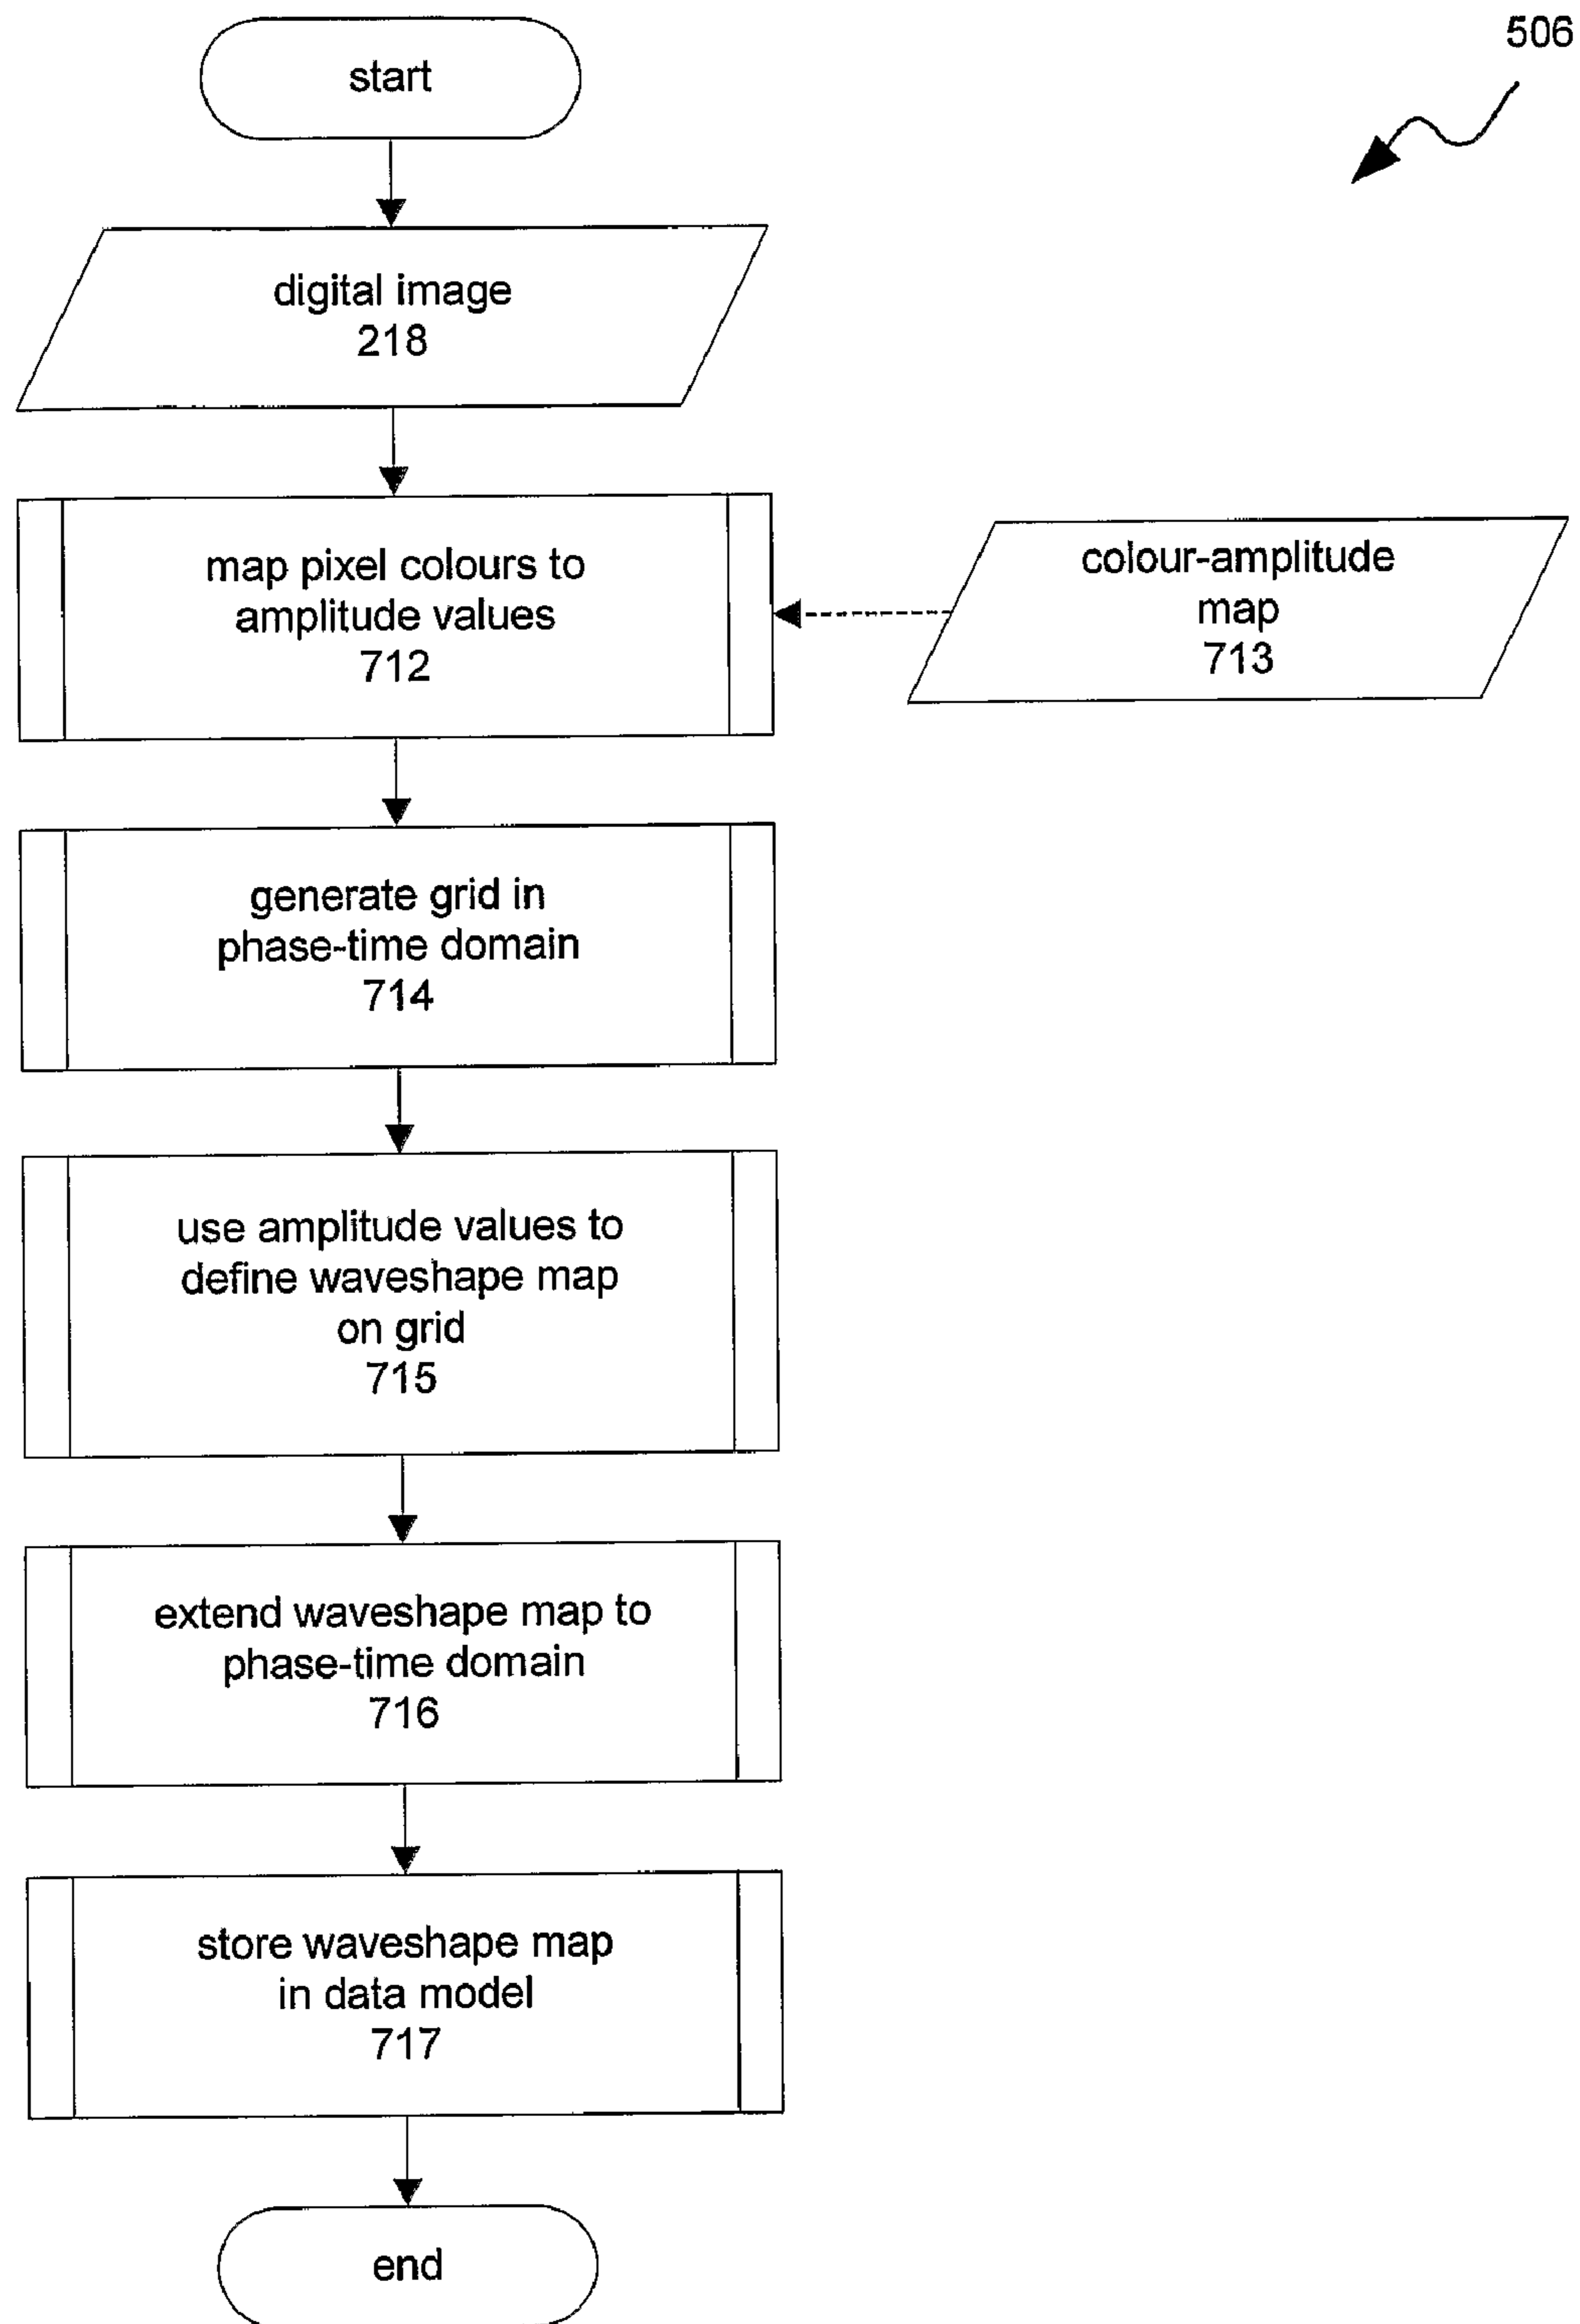 506
start
digital image
218
map pixel colours to
amplitude values
712
colour-amplitude
map
713
generate grid in
phase-time domain
714
use amplitude values to
define waveshape map
on grid
715
extend waveshape map to
phase-time domain
716
store waveshape map
in data model
717
end